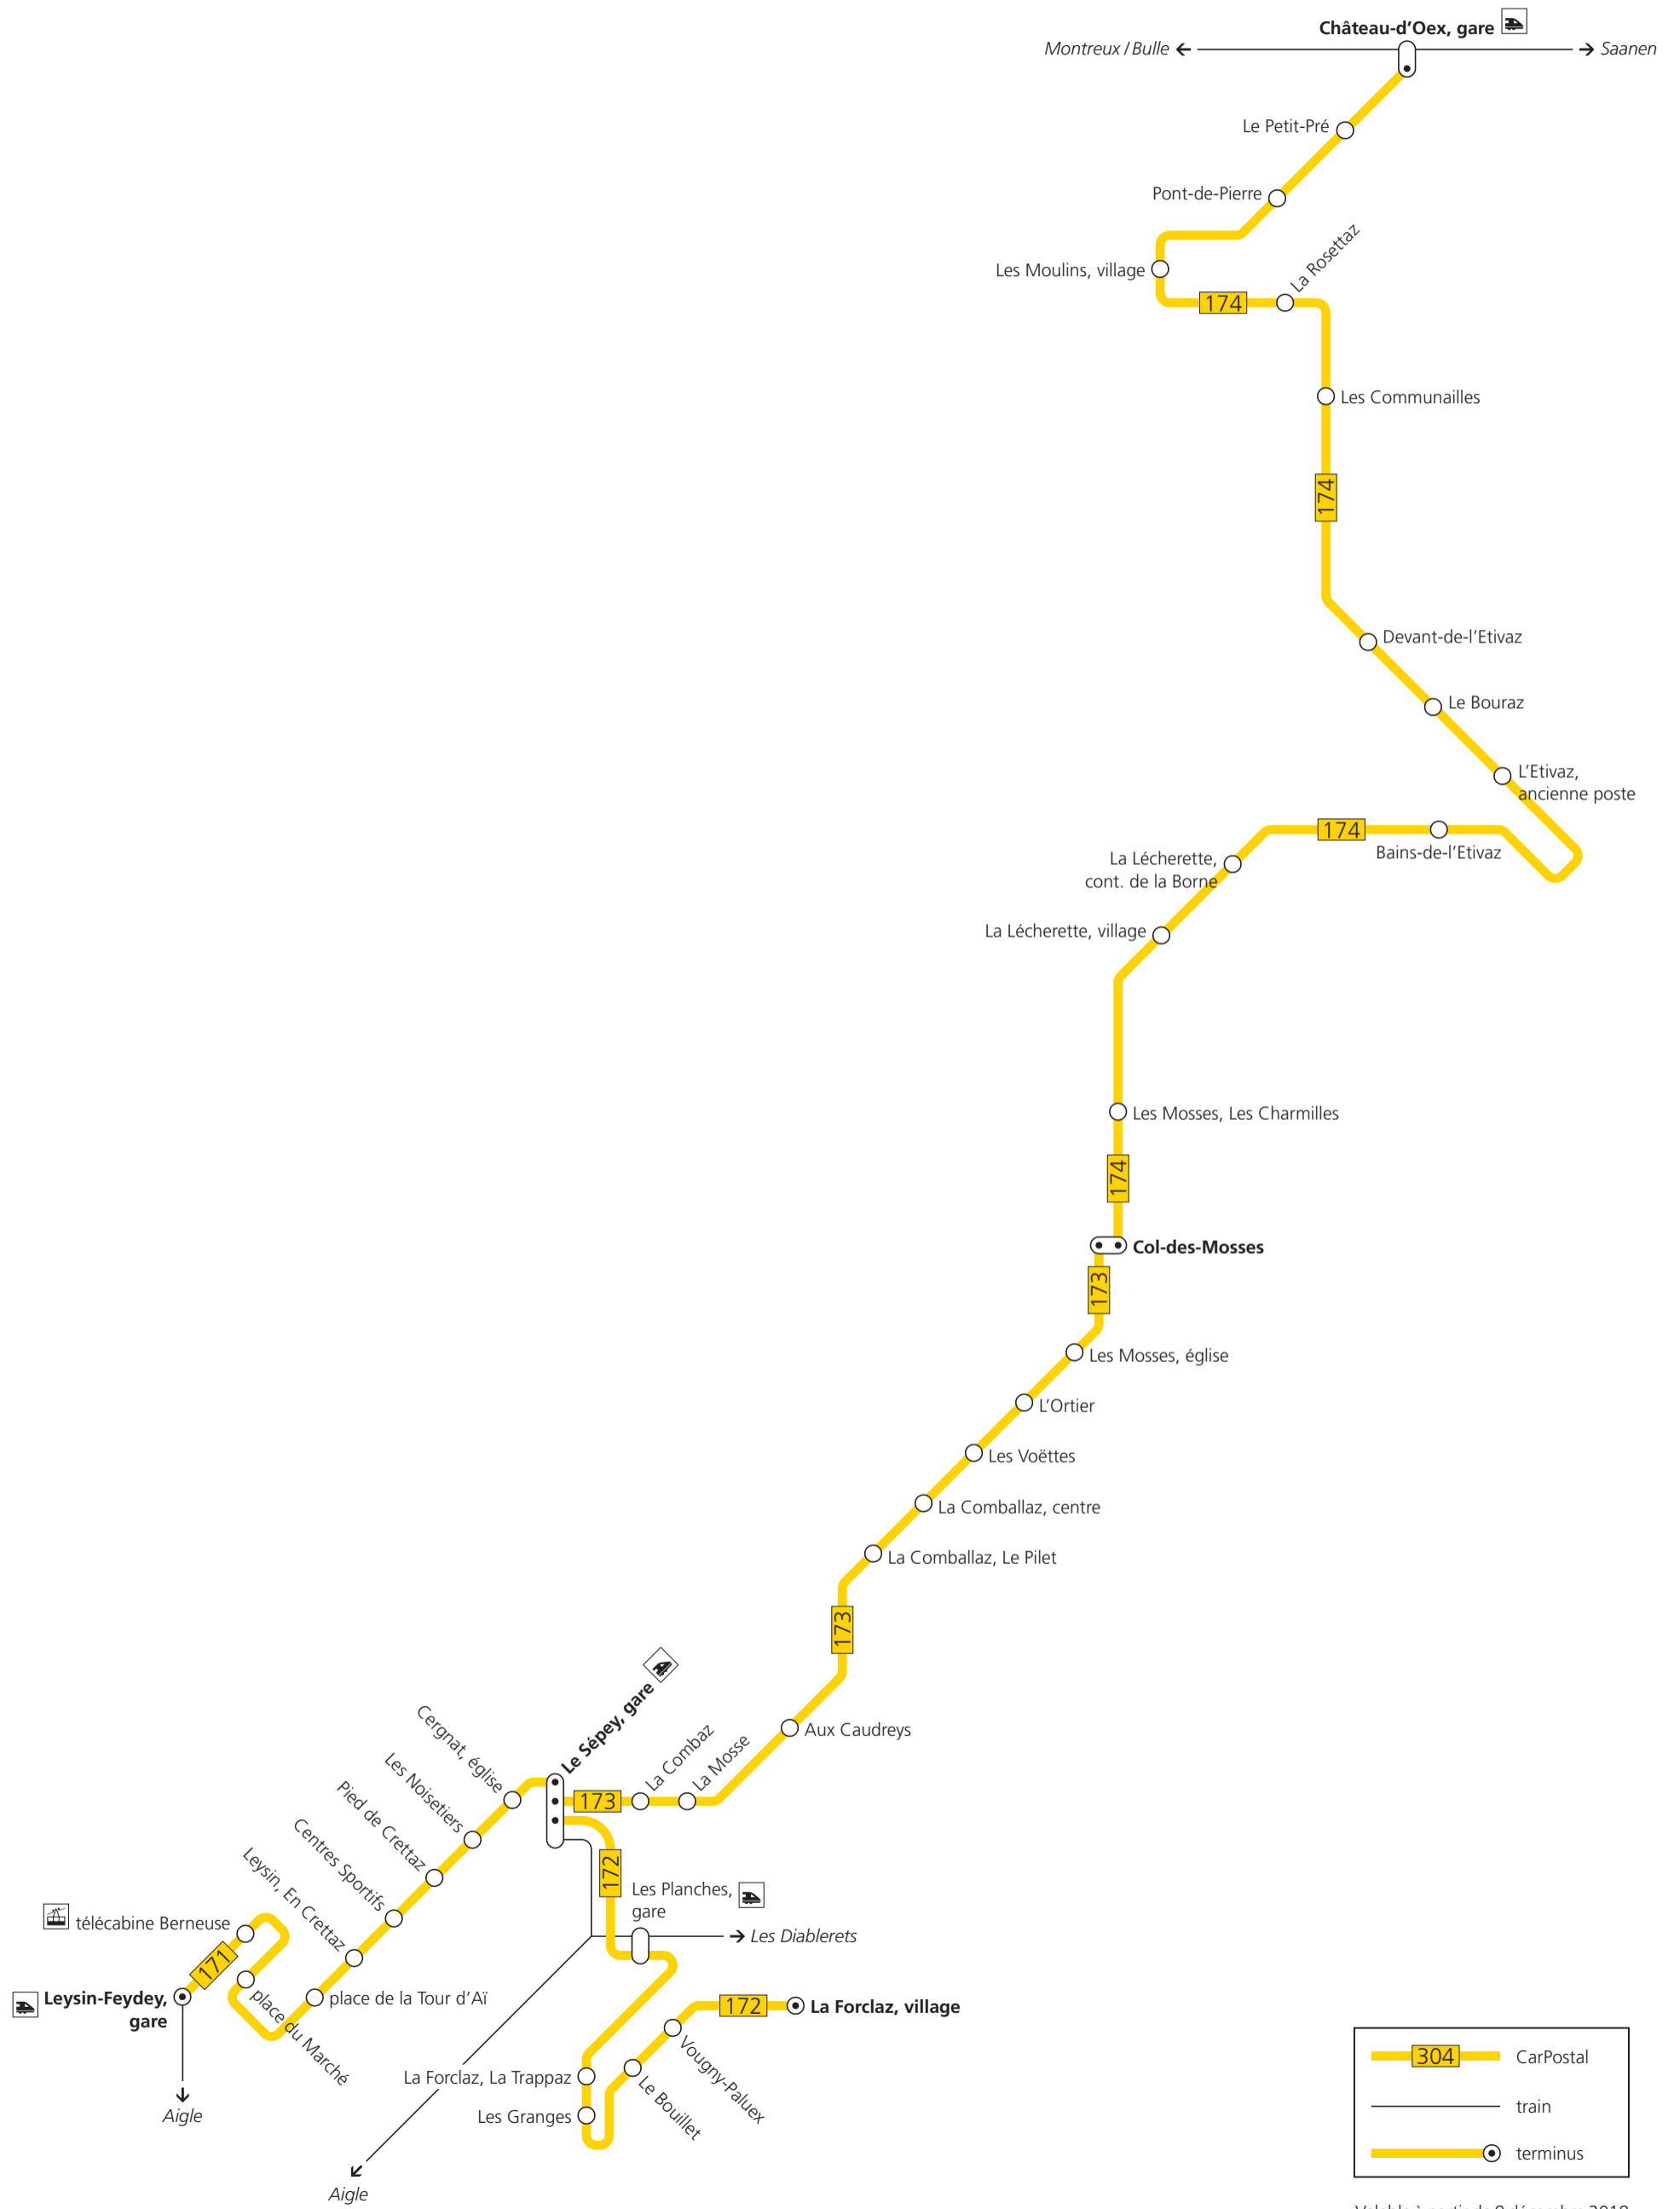 Château-d'Oex, gare
Montreux / Bulle
Saanen
Le Petit-Pré
Pont-de-Pierre
La Rosettaz
Les Moulins, village
174
Les Communailles
174
Devant-de-l'Etivaz
Le Bouraz
L'Etivaz,
ancienne poste
174
Bains-de-l'Etivaz
La Lécherette,
cont. de la Borne
La Lécherette, village
Les Mosses, Les Charmilles
174
Col-des-Mosses
173
Les Mosses, église
L'Ortier
Les Voëttes
La Comballaz, centre
La Comballaz, Le Pilet
173
Aux Caudreys
La Mosse
La Combaz
173
Le Sépey, gare
Cergnat, église
Les Noisetiers
Pied de Crettaz
Centres Sportifs
Leysin, En Crettaz
place de la Tour d'Aï
place du Marché
télécabine Berneuse
171
Leysin-Feydey,
gare
Aigle
172
Les Planches,
gare
Les Diablerets
172
La Forclaz, village
Vougny-Paluex
Le Bouillet
La Forclaz, La Trappaz
Les Granges
Aigle
304
CarPostal
train
terminus
Valable à partir du 9 décembre 2018